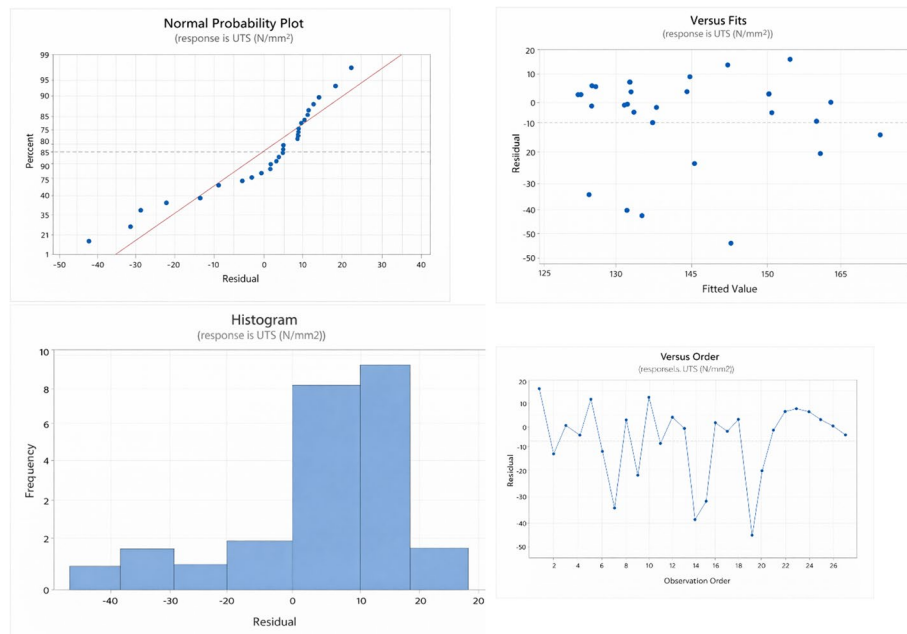 Normal Probability Plot
(response is UTS (N/mm²)
99
95
90
85
75
80
85
90
75
40
35
21
1
Perccent
-50 -40 -30 -20 -10 0 10 20 30 40
Residual
Versus Fits
(response is UTS (N/mm²))
20
10
0
-10
-30
-40
-50
-50
Residual
125 130 145 150 165
Fitted Value
Histogram
(response is UTS (N/mm2))
10
8
6
4
2
2
0
Frequency
-40 -30 -20 0 10 20 20
Residual
Versus Order
20
10
0
-10
-20
-30
-40
-50
Residual
2 4 6 8 10 12 14 16 18 20 22 24 26
Observation Order